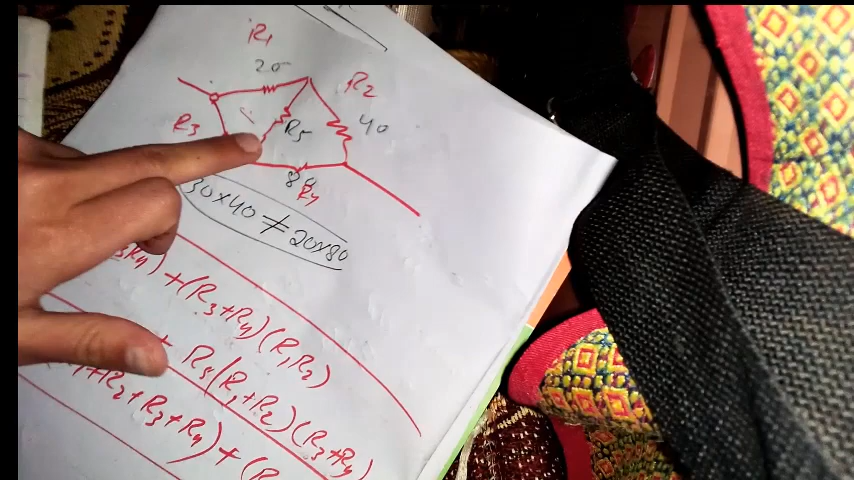 R1
20
R2
40
R3
R5
80
R4
30×40 ≠ 20×80
R4) + (R3+R4)(R1R2)
+ R5(R1+R2)(R3+R4)
+R2+R3+R4) + (R